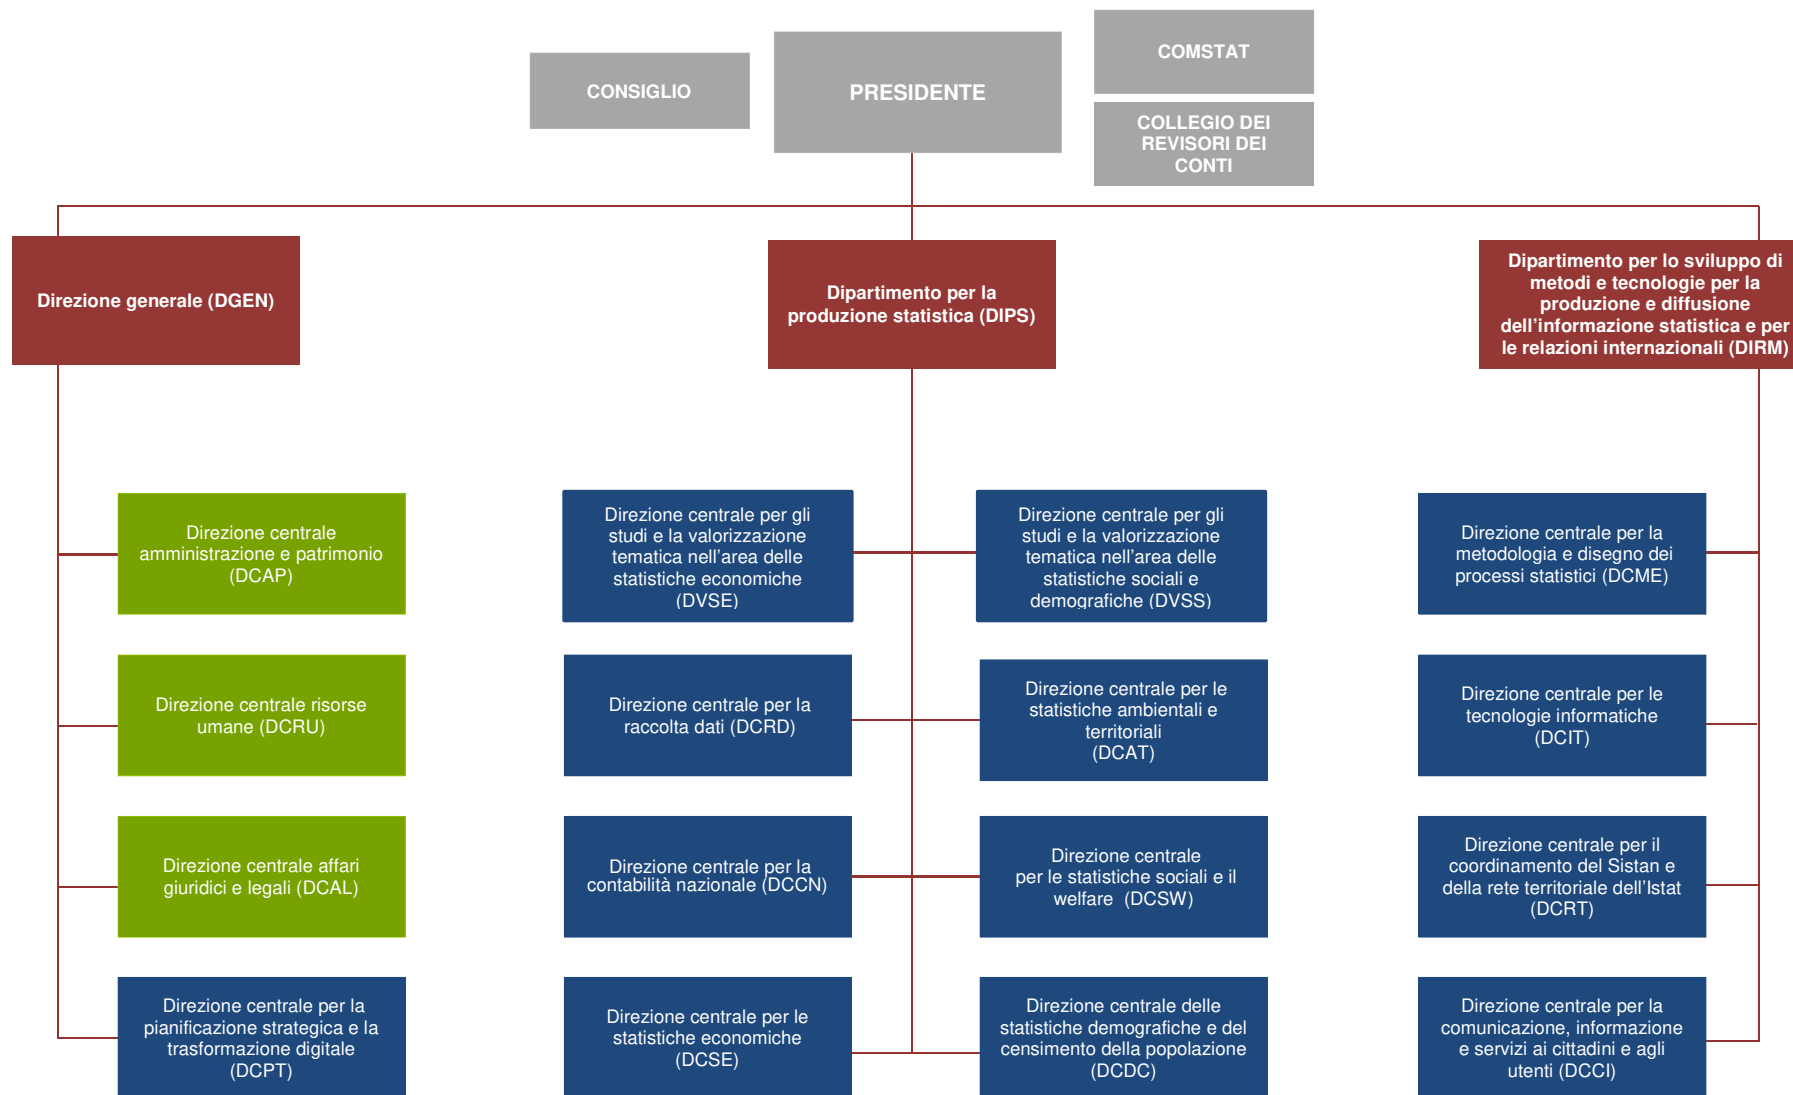 CONSIGLIO
PRESIDENTE
COMSTAT
COLLEGIO DEI
REVISORI DEI
CONTI
Direzione generale (DGEN)
Dipartimento per la
produzione statistica (DIPS)
Dipartimento per lo sviluppo di
metodi e tecnologie per la
produzione e diffusione
dell’informazione statistica e per
le relazioni internazionali (DIRM)
Direzione centrale
amministrazione e patrimonio
(DCAP)
Direzione centrale per gli
studi e la valorizzazione
tematica nell’area delle
statistiche economiche
(DVSE)
Direzione centrale per gli
studi e la valorizzazione
tematica nell’area delle
statistiche sociali e
demografiche (DVSS)
Direzione centrale per la
metodologia e disegno dei
processi statistici (DCME)
Direzione centrale risorse
umane (DCRU)
Direzione centrale per la
raccolta dati (DCRD)
Direzione centrale per le
statistiche ambientali e
territoriali
(DCAT)
Direzione centrale per le
tecnologie informatiche
(DCIT)
Direzione centrale affari
giuridici e legali (DCAL)
Direzione centrale per la
contabilità nazionale (DCCN)
Direzione centrale
per le statistiche sociali e il
welfare (DCSW)
Direzione centrale per il
coordinamento del Sistan e
della rete territoriale dell’Istat
(DCRT)
Direzione centrale per la
pianificazione strategica e la
trasformazione digitale
(DCPT)
Direzione centrale per le
statistiche economiche
(DCSE)
Direzione centrale delle
statistiche demografiche e del
censimento della popolazione
(DCDC)
Direzione centrale per la
comunicazione, informazione
e servizi ai cittadini e agli
utenti (DCCI)